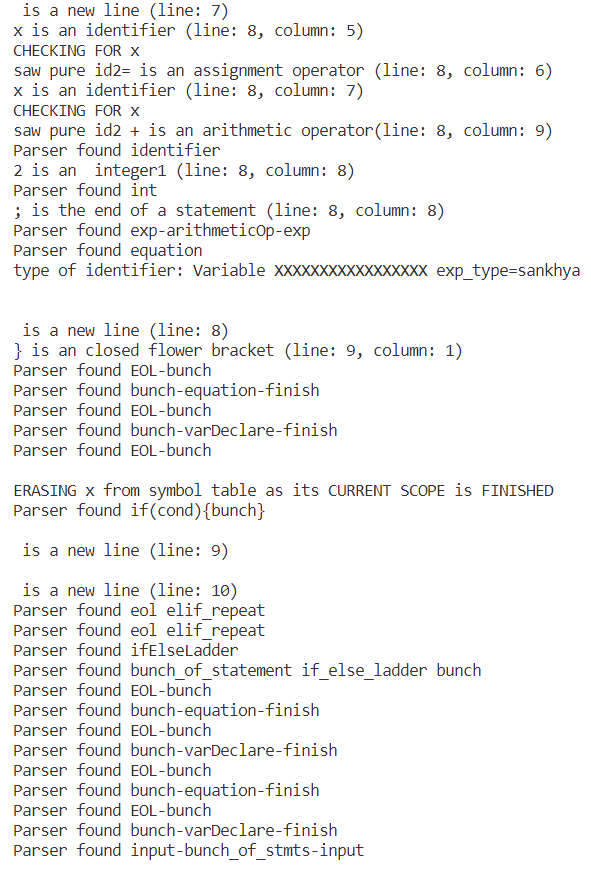 is a new line (line: 7)
x is an identifier (line: 8, column: 5)
CHECKING FOR x
saw pure id2= is an assignment operator (line: 8, column: 6)
x is an identifier (line: 8, column: 7)
CHECKING FOR x
saw pure id2 + is an arithmetic operator(line: 8, column: 9)
Parser found identifier
2 is an  integer1 (line: 8, column: 8)
Parser found int
; is the end of a statement (line: 8, column: 8)
Parser found exp-arithmeticOp-exp
Parser found equation
type of identifier: Variable XXXXXXXXXXXXXXXXX exp_type=sankhya
is a new line (line: 8)
} is an closed flower bracket (line: 9, column: 1)
Parser found EOL-bunch
Parser found bunch-equation-finish
Parser found EOL-bunch
Parser found bunch-varDeclare-finish
Parser found EOL-bunch
ERASING x from symbol table as its CURRENT SCOPE is FINISHED
Parser found if(cond){bunch}
is a new line (line: 9)
is a new line (line: 10)
Parser found eol elif_repeat
Parser found eol elif_repeat
Parser found ifElseLadder
Parser found bunch_of_statement if_else_ladder bunch
Parser found EOL-bunch
Parser found bunch-equation-finish
Parser found EOL-bunch
Parser found bunch-varDeclare-finish
Parser found EOL-bunch
Parser found bunch-equation-finish
Parser found EOL-bunch
Parser found bunch-varDeclare-finish
Parser found input-bunch_of_stmts-input